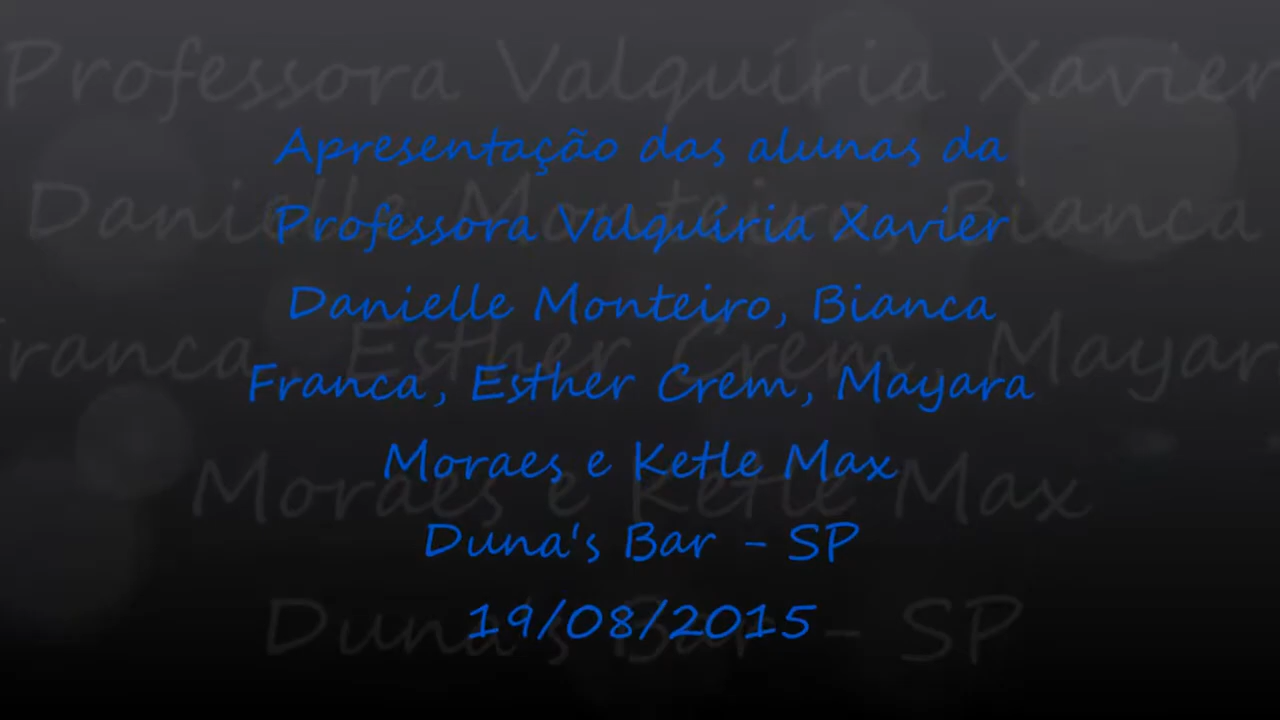 Apresentação das alunas da
Professora Valquíria Xavier
Danielle Monteiro, Bianca
Franca, Esther Crem, Mayara
Moraes e Ketle Max
Duna's Bar - SP
19/08/2015